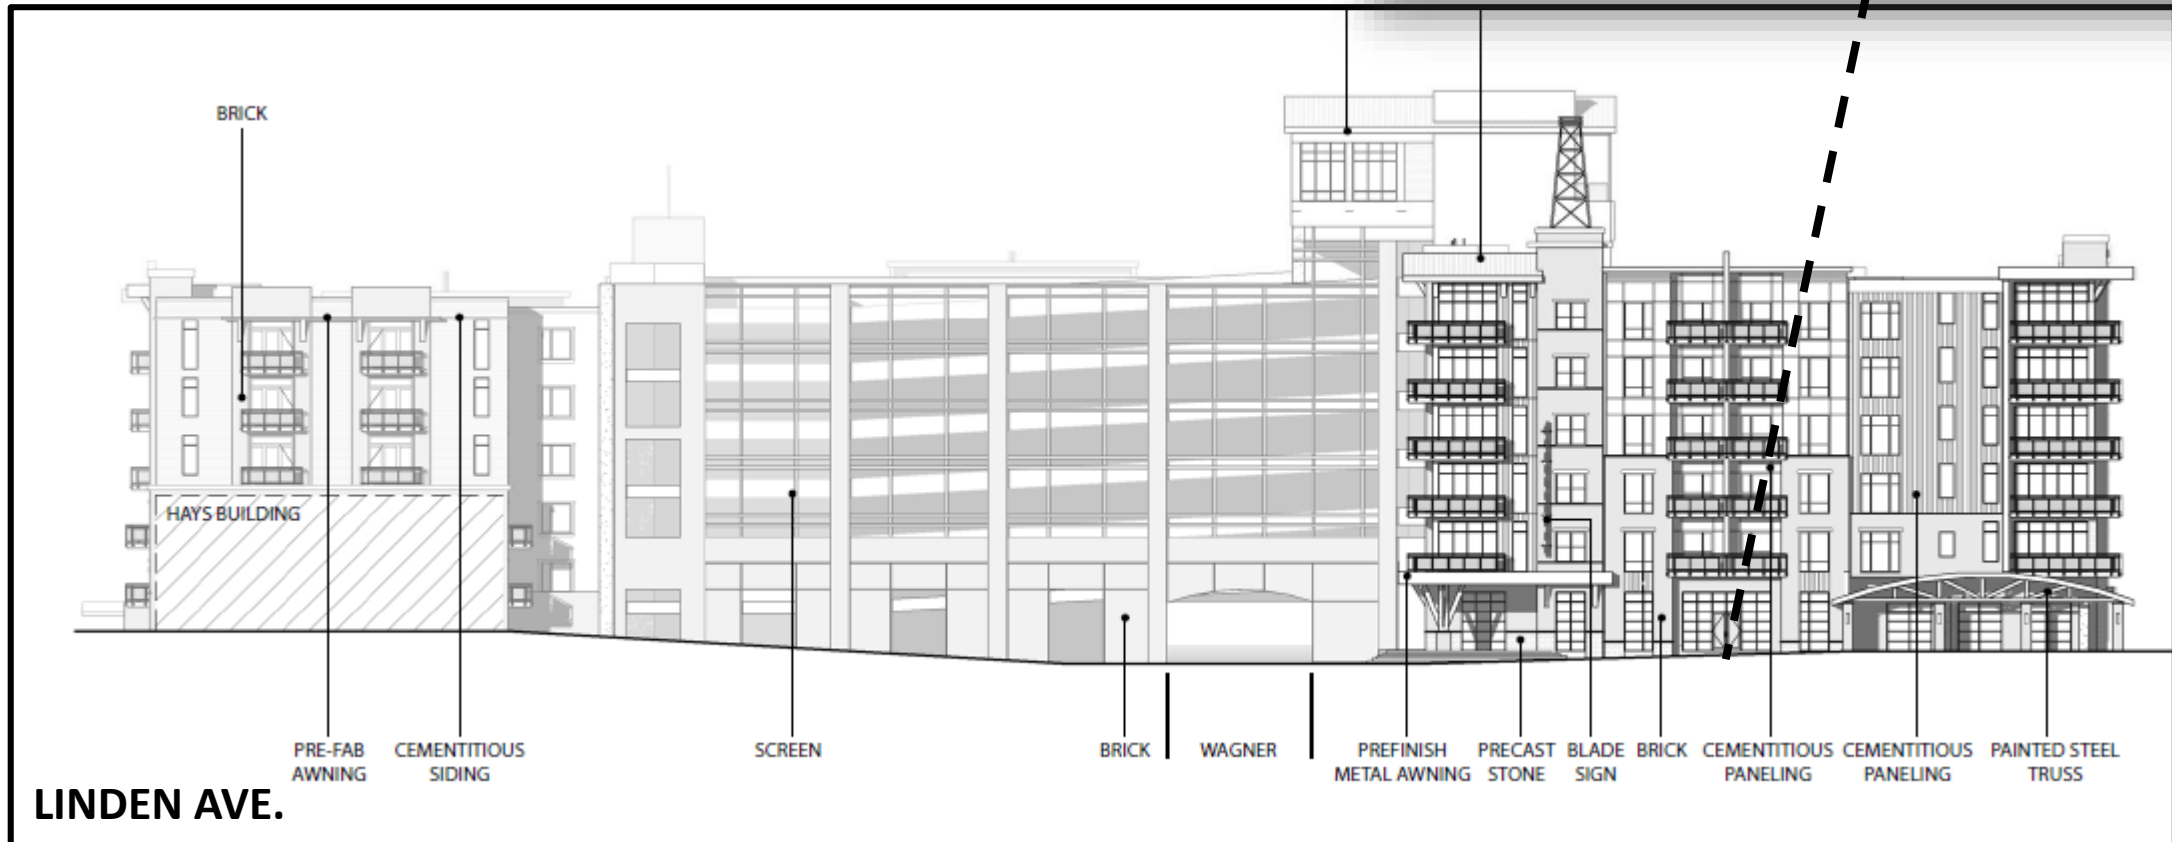 BRICK
HAYS BUILDING
PRE-FAB
AWNING
CEMENTITIOUS
SIDING
SCREEN
BRICK
WAGNER
PREFINISH
METAL AWNING
PRECAST
STONE
BLADE
SIGN
BRICK
CEMENTITIOUS
PANELING
CEMENTITIOUS
PANELING
PAINTED STEEL
TRUSS
LINDEN AVE.